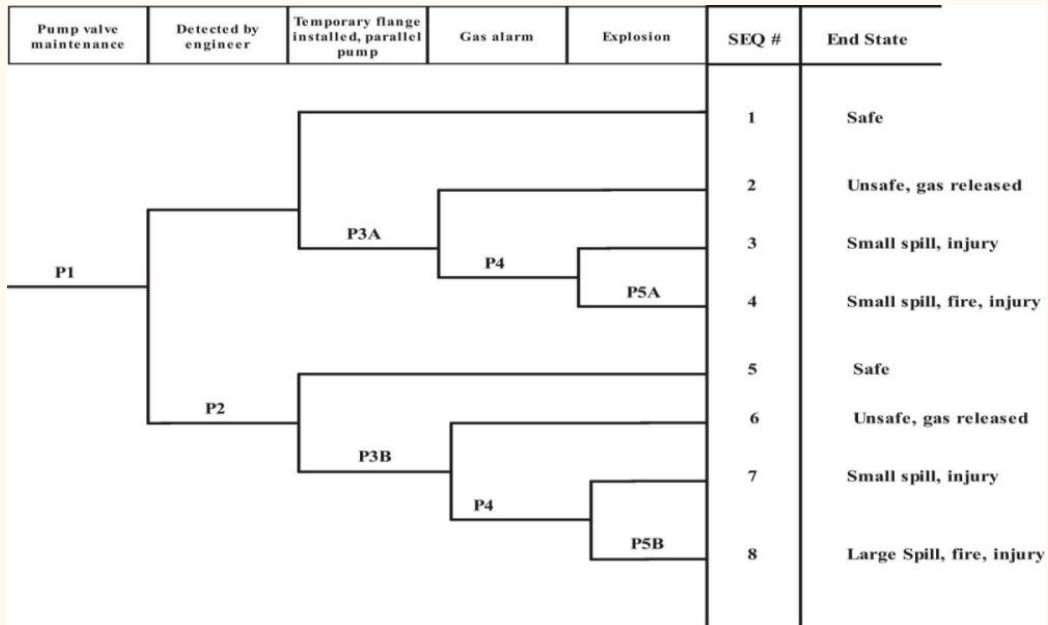 Pump valve
maintenance
Detected by
engineer
Temporary flange
installed, parallel
pump
Gas alarm
Explosion
SEQ #
End State
1
Safe
2
Unsafe, gas released
P3A
3
Small spill, injury
P4
P1
P5A
4
Small spill, fire, injury
5
Safe
P2
6
Unsafe, gas released
P3B
7
Small spill, injury
P4
P5B
8
Large Spill, fire, injury